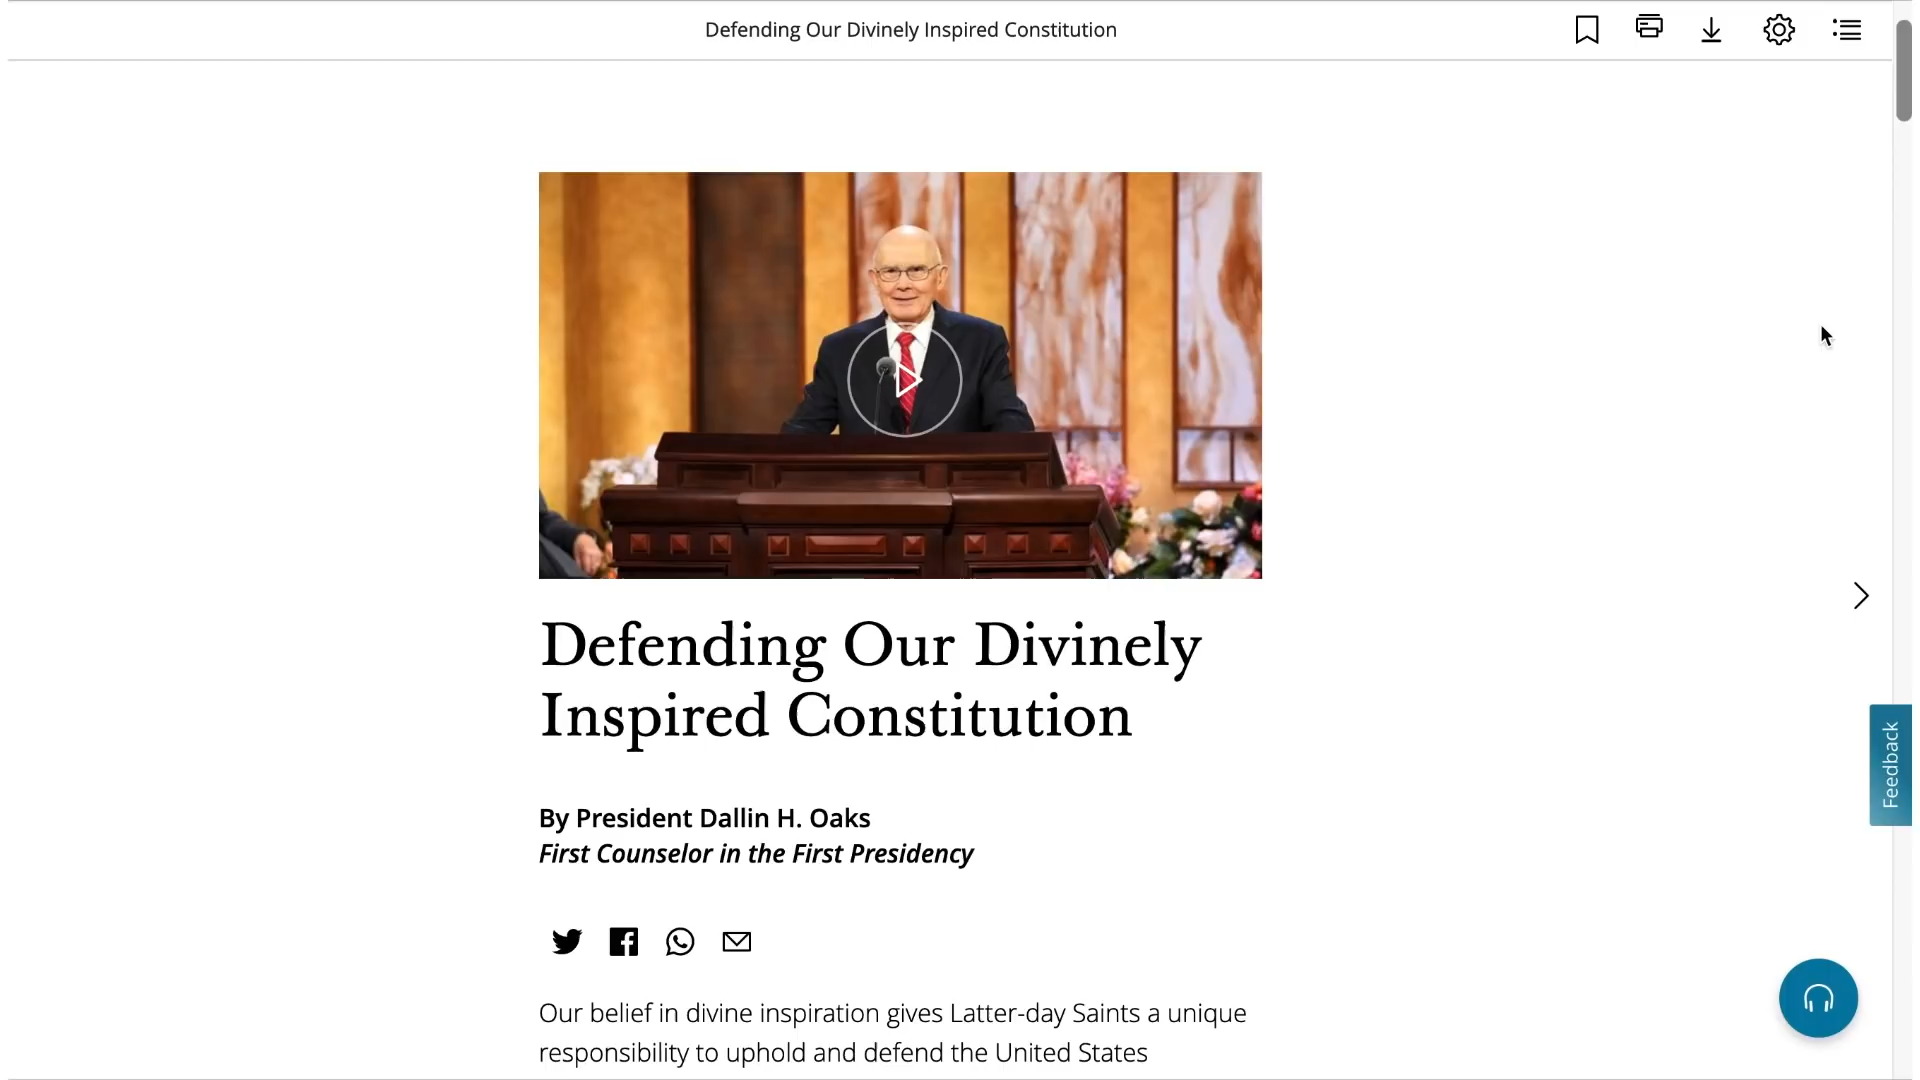 Defending Our Divinely Inspired Constitution
Defending Our Divinely
Inspired Constitution
Feedback
By President Dallin H. Oaks
First Counselor in the First Presidency
Our belief in divine inspiration gives Latter-day Saints a unique
responsibility to uphold and defend the United States